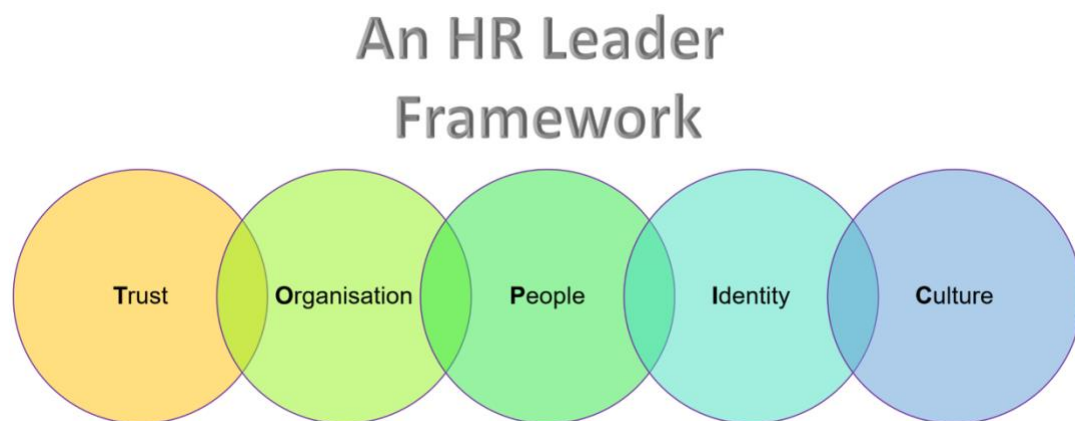 An HR Leader
Framework
Trust
Organisation
People
Identity
Culture